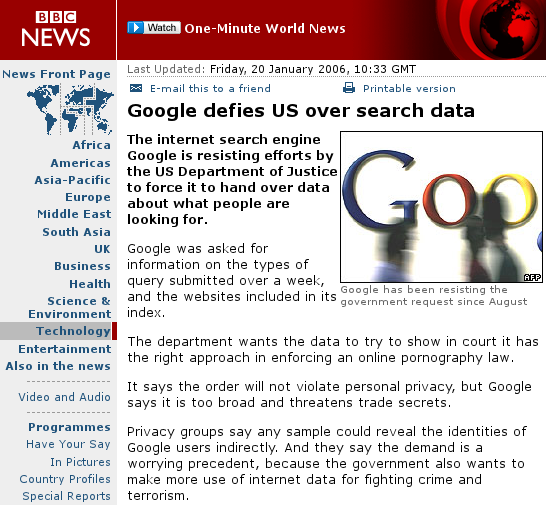 BBC
NEWS
Watch One-Minute World News
News Front Page
Africa
Americas
Asia-Pacific
Europe
Middle East
South Asia
UK
Business
Health
Science &
Environment
Technology
Entertainment
Also in the news
Video and Audio
Programmes
Have Your Say
In Pictures
Country Profiles
Special Reports
Last Updated: Friday, 20 January 2006, 10:33 GMT
E-mail this to a friend
Printable version
Google defies US over search data
The internet search engine
Google is resisting efforts by
the US Department of Justice
to force it to hand over data
about what people are
looking for.
Goo
AFP
Google has been resisting the
government request since August
Google was asked for
information on the types of
query submitted over a week,
and the websites included in its
index.
The department wants the data to try to show in court it has
the right approach in enforcing an online pornography law.
It says the order will not violate personal privacy, but Google
says it is too broad and threatens trade secrets.
Privacy groups say any sample could reveal the identities of
Google users indirectly. And they say the demand is a
worrying precedent, because the government also wants to
make more use of internet data for fighting crime and
terrorism.